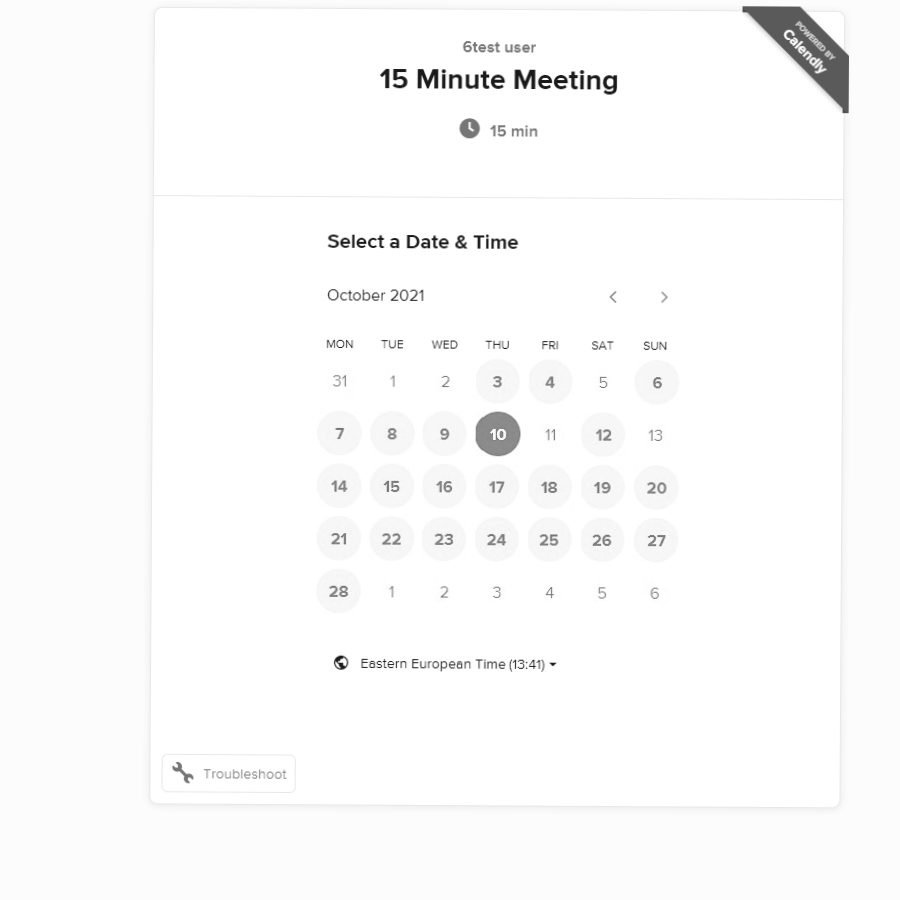 POWERED BY
Calendly
6test user
15 Minute Meeting
15 min
Select a Date & Time
October 2021
MON TUE WED THU FRI SAT SUN
31 1 2 3 4 5 6
7 8 9 10 11 12 13
14 15 16 17 18 19 20
21 22 23 24 25 26 27
28 1 2 3 4 5 6
Eastern European Time (13:41)
Troubleshoot